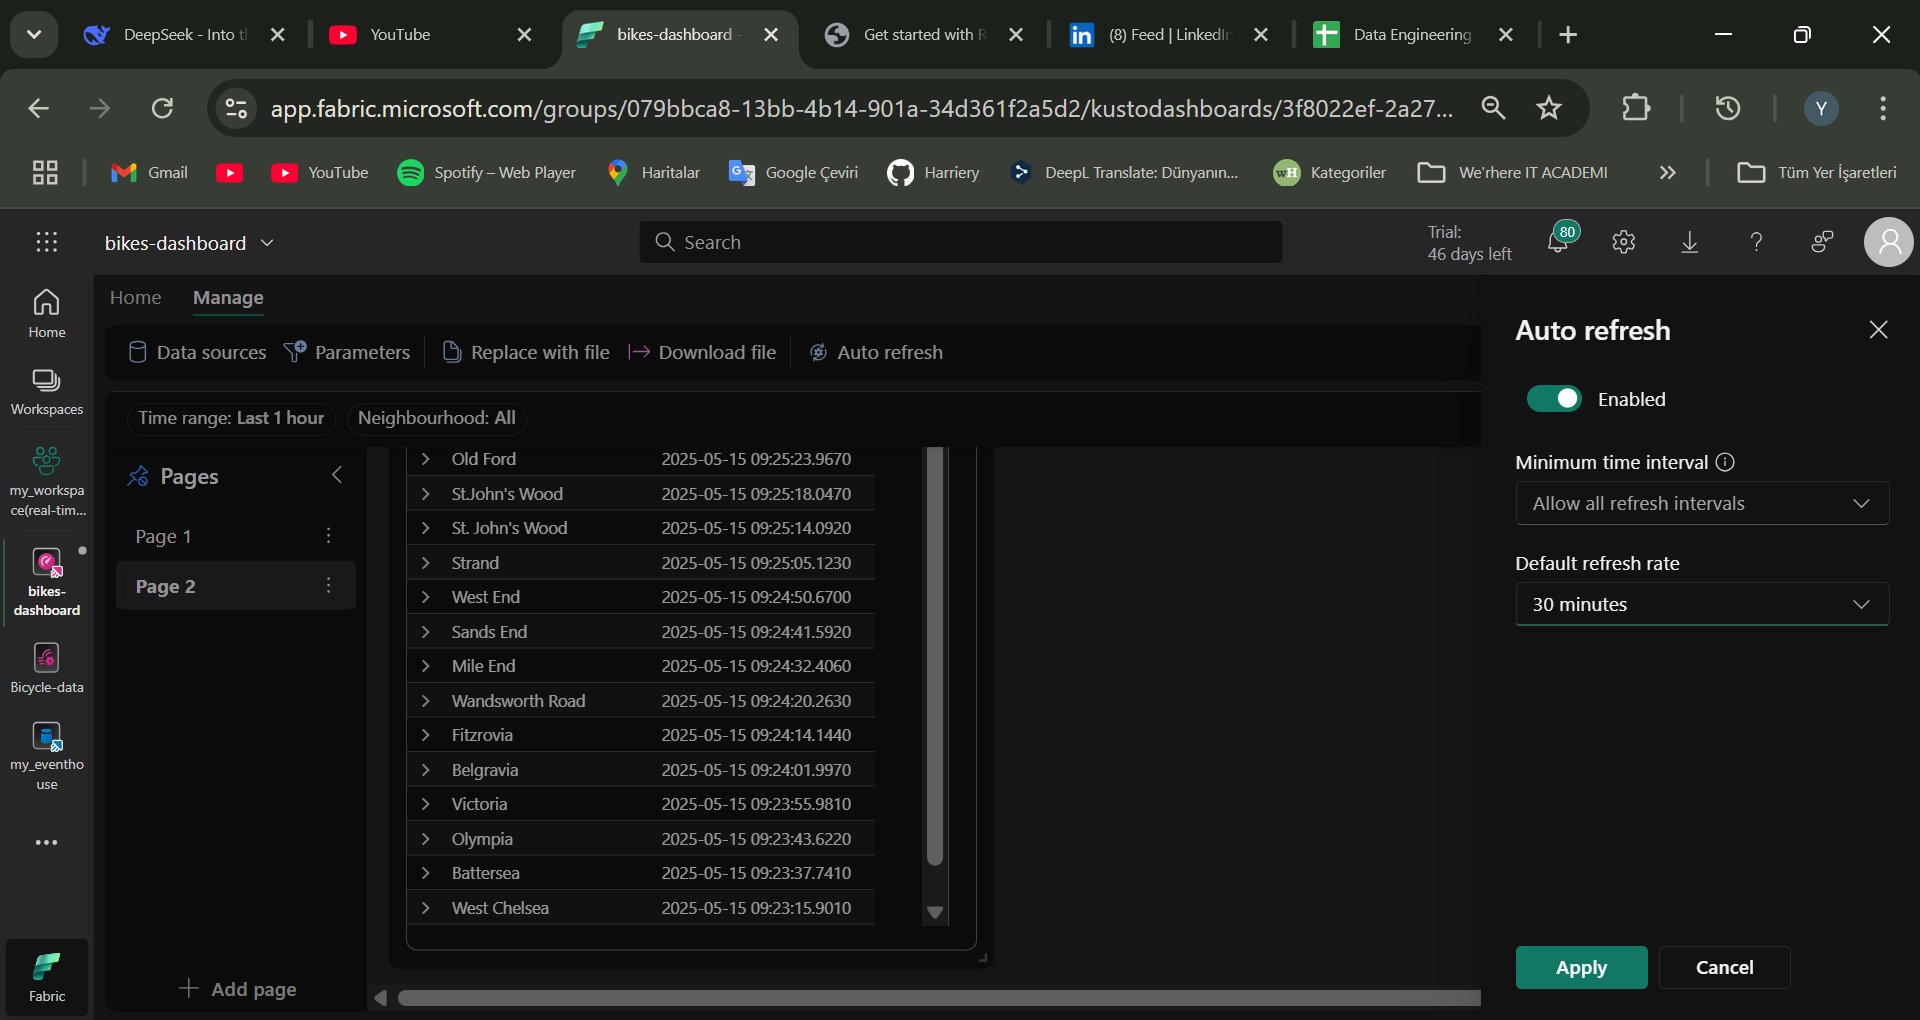 DeepSeek - Into th
YouTube
bikes-dashboard -
Get started with R
(8) Feed | LinkedIn
Data Engineering
app.fabric.microsoft.com/groups/079bbca8-13bb-4b14-901a-34d361f2a5d2/kustodashboards/3f8022ef-2a27...
Y
Gmail
YouTube
Spotify – Web Player
Haritalar
Google Çeviri
Harriery
DeepL Translate: Dünyanın...
wH
Kategoriler
We'rhere IT ACADEMI
Tüm Yer İşaretleri
bikes-dashboard
Search
Trial:
46 days left
80
Home
Workspaces
my_workspa
ce(real-tim...
bikes-
dashboard
Bicycle-data
my_eventho
use
Fabric
Home
Manage
Data sources
Parameters
Replace with file
Download file
Auto refresh
Time range: Last 1 hour
Neighbourhood: All
Pages
Page 1
Page 2
Add page
Old Ford 2025-05-15 09:25:23.9670
StJohn's Wood 2025-05-15 09:25:18.0470
St. John's Wood 2025-05-15 09:25:14.0920
Strand 2025-05-15 09:25:05.1230
West End 2025-05-15 09:24:50.6700
Sands End 2025-05-15 09:24:41.5920
Mile End 2025-05-15 09:24:32.4060
Wandsworth Road 2025-05-15 09:24:20.2630
Fitzrovia 2025-05-15 09:24:14.1440
Belgravia 2025-05-15 09:24:01.9970
Victoria 2025-05-15 09:23:55.9810
Olympia 2025-05-15 09:23:43.6220
Battersea 2025-05-15 09:23:37.7410
West Chelsea 2025-05-15 09:23:15.9010
Auto refresh
Enabled
Minimum time interval
Allow all refresh intervals
Default refresh rate
30 minutes
Apply
Cancel